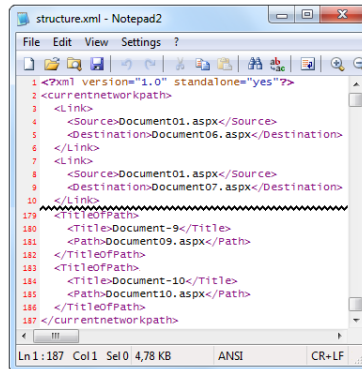 structure.xml - Notepad2
File Edit View Settings ?
1 <?xml version="1.0" standalone="yes"?>
2 <currentnetworkpath>
3 <Link>
4 <Source>Document01.aspx</Source>
5 <Destination>Document06.aspx</Destination>
6 </Link>
7 <Link>
8 <Source>Document01.aspx</Source>
9 <Destination>Document07.aspx</Destination>
10 </Link>
179 <TitleOfPath>
180 <Title>Document-9</Title>
181 <Path>Document09.aspx</Path>
182 </TitleOfPath>
183 <TitleOfPath>
184 <Title>Document-10</Title>
185 <Path>Document10.aspx</Path>
186 </TitleOfPath>
187 </currentnetworkpath>
Ln 1 : 187 Col 1 Sel 0 4,78 KB ANSI CR+LF